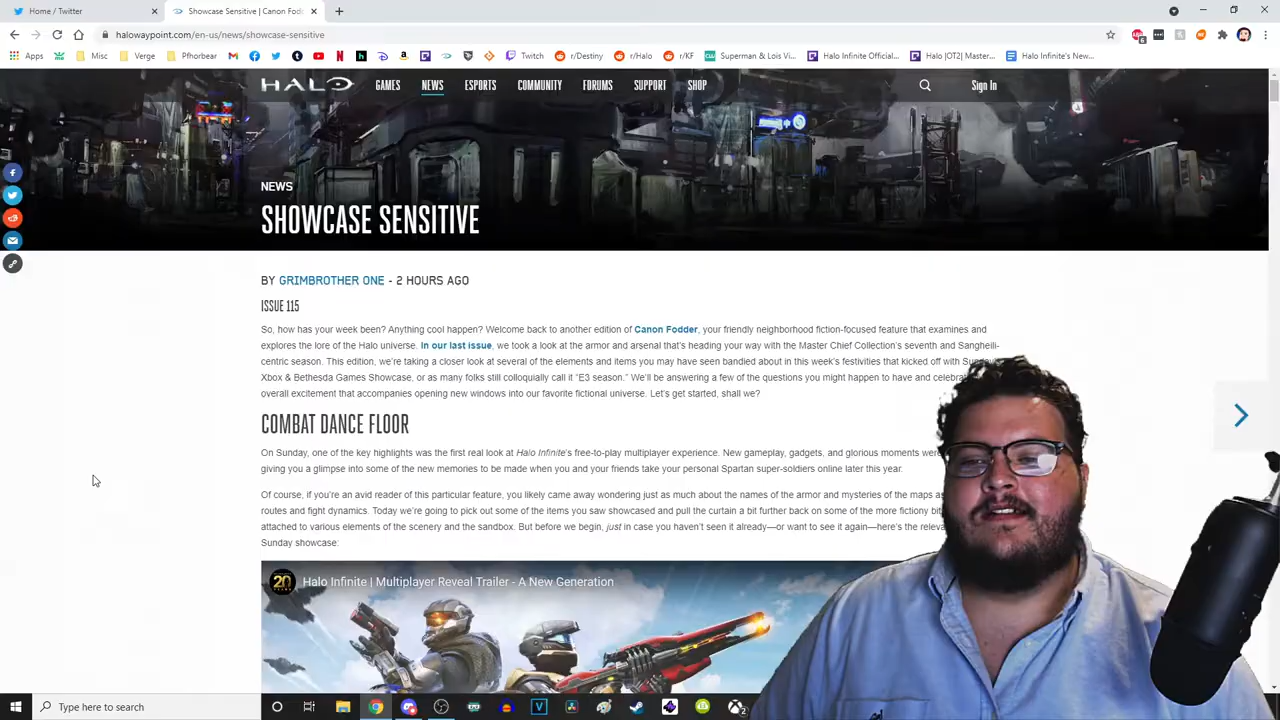 Home / Twitter
Showcase Sensitive | Canon Fod
halowaypoint.com/en-us/news/showcase-sensitive
Apps
Misc
Verge
Pfhorbear
Twitch
r/Destiny
r/Halo
r/KF
Superman & Lois Vi...
Halo Infinite Official...
Halo |OT2| Master...
Halo Infinite's New...
HALO
GAMES
NEWS
ESPORTS
COMMUNITY
FORUMS
SUPPORT
SHOP
Sign In
NEWS
SHOWCASE SENSITIVE
BY GRIMBROTHER ONE - 2 HOURS AGO
ISSUE 115
So, how has your week been? Anything cool happen? Welcome back to another edition of Canon Fodder, your friendly neighborhood fiction-focused feature that examines and
explores the lore of the Halo universe. In our last issue, we took a look at the armor and arsenal that's heading your way with the Master Chief Collection's seventh and Sangheili-
centric season. This edition, we're taking a closer look at several of the elements and items you may have seen bandied about in this week's festivities that kicked off with
Xbox & Bethesda Games Showcase, or as many folks still colloquially call it "E3 season." We'll be answering a few of the questions you might happen to have and
overall excitement that accompanies opening new windows into our favorite fictional universe. Let's get started, shall we?
COMBAT DANCE FLOOR
On Sunday, one of the key highlights was the first real look at Halo Infinite's free-to-play multiplayer experience. New gameplay, gadgets, and glorious moments were
giving you a glimpse into some of the new memories to be made when you and your friends take your personal Spartan super-soldiers online later this year.
Of course, if you're an avid reader of this particular feature, you likely came away wondering just as much about the names of the armor and mysteries of the maps as
routes and fight dynamics. Today we're going to pick out some of the items you saw showcased and pull the curtain a bit further back on some of the more fictiony
attached to various elements of the scenery and the sandbox. But before we begin, just in case you haven't seen it already—or want to see it again—here's the
Sunday showcase:
20
Halo Infinite | Multiplayer Reveal Trailer - A New Generation
Type here to search